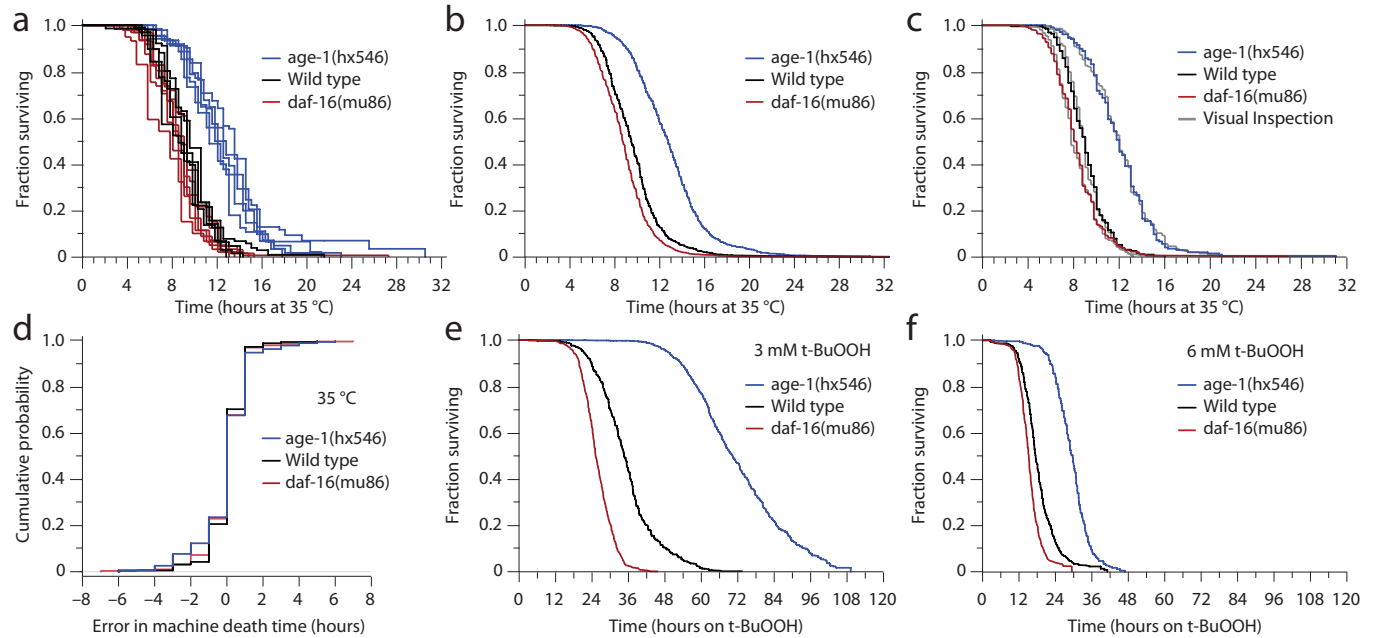 a
1.0
0.8
0.6
0.4
0.2
0
Fraction surviving
age-1(hx546)
Wild type
daf-16(mu86)
0 4 8 12 16 20 24 28 32
Time (hours at 35 °C)
b
1.0
0.8
0.6
0.4
0.2
0
Fraction surviving
age-1(hx546)
Wild type
daf-16(mu86)
0 4 8 12 16 20 24 28 32
Time (hours at 35 °C)
c
1.0
0.8
0.6
0.4
0.2
0
Fraction surviving
age-1(hx546)
Wild type
daf-16(mu86)
Visual Inspection
0 4 8 12 16 20 24 28 32
Time (hours at 35 °C)
d
1.0
0.8
0.6
0.4
0.2
0
Cumulative probability
35 °C
age-1(hx546)
Wild type
daf-16(mu86)
−8 −6 −4 −2 0 2 4 6 8
Error in machine death time (hours)
e
1.0
0.8
0.6
0.4
0.2
0
Fraction surviving
3 mM t-BuOOH
age-1(hx546)
Wild type
daf-16(mu86)
0 12 24 36 48 60 72 84 96 108 120
Time (hours on t-BuOOH)
f
1.0
0.8
0.6
0.4
0.2
0
Fraction surviving
6 mM t-BuOOH
age-1(hx546)
Wild type
daf-16(mu86)
0 12 24 36 48 60 72 84 96 108 120
Time (hours on t-BuOOH)